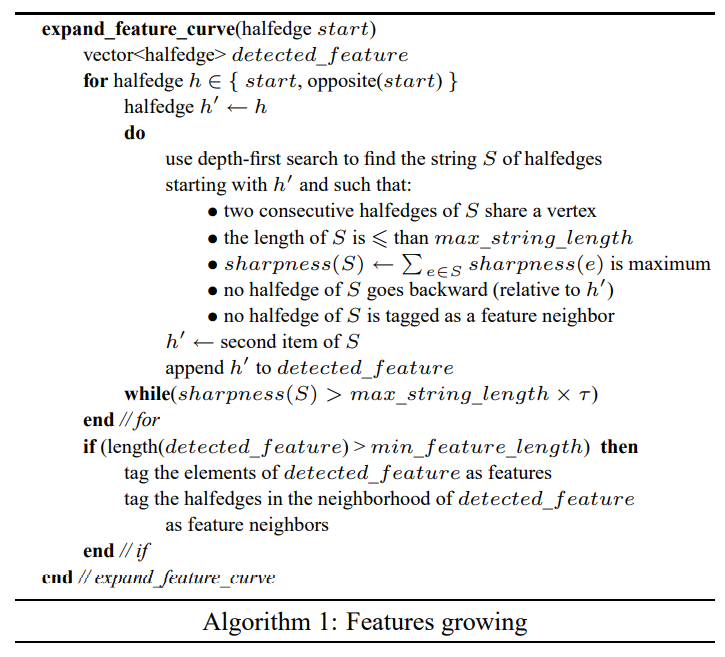 expand_feature_curve(halfedge start)
vector<halfedge> detected_feature
for halfedge h ∈ { start, opposite(start) }
halfedge h′ ← h
do
use depth-first search to find the string S of halfedges
starting with h′ and such that:
• two consecutive halfedges of S share a vertex
• the length of S is ⩽ than max_string_length
• sharpness(S) ← ∑e∈S sharpness(e) is maximum
• no halfedge of S goes backward (relative to h′)
• no halfedge of S is tagged as a feature neighbor
h′ ← second item of S
append h′ to detected_feature
while(sharpness(S) > max_string_length × τ)
end // for
if (length(detected_feature) > min_feature_length) then
tag the elements of detected_feature as features
tag the halfedges in the neighborhood of detected_feature
as feature neighbors
end // if
end // expand_feature_curve
Algorithm 1: Features growing